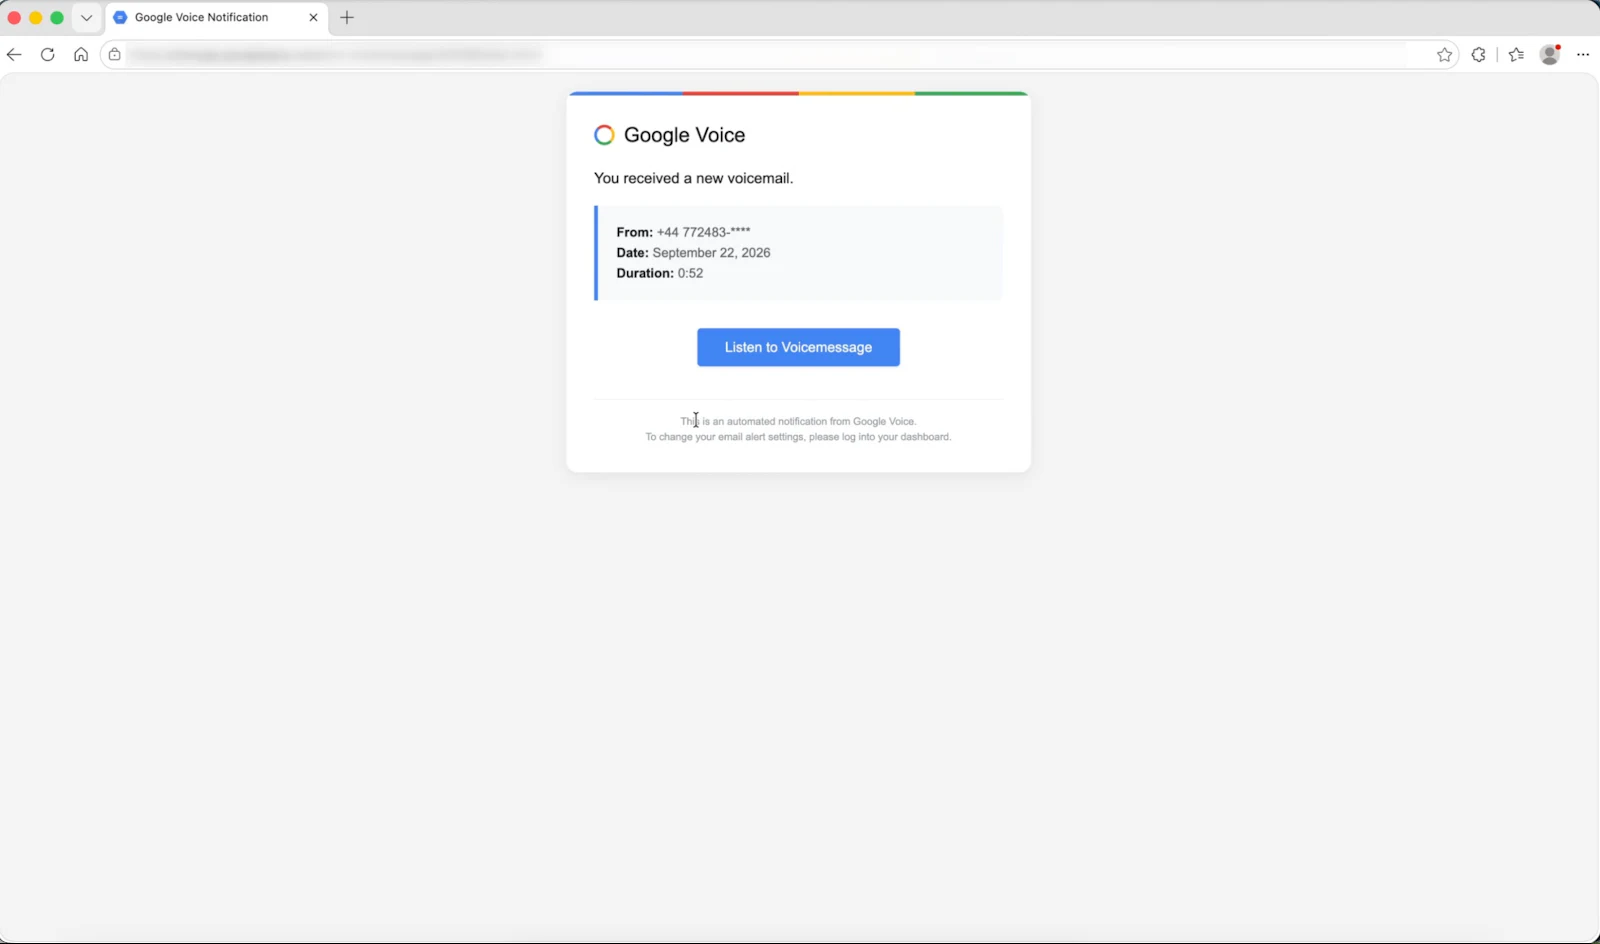 Google Voice Notification
Google Voice
You received a new voicemail.
From: +44 772483-****
Date: September 22, 2026
Duration: 0:52
Listen to Voicemessage
This is an automated notification from Google Voice.
To change your email alert settings, please log into your dashboard.